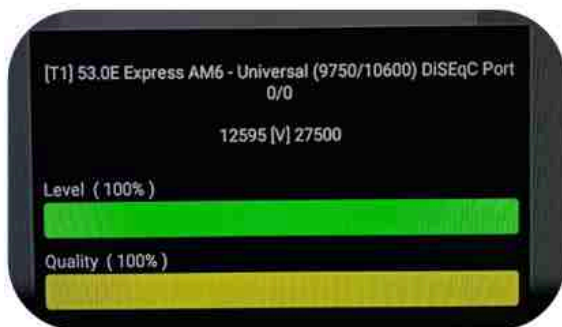 [T1] 53.0E Express AM6 - Universal (9750/10600) DiSEqC Port
0/0
12595 [V] 27500
Level ( 100% )
Quality ( 100% )